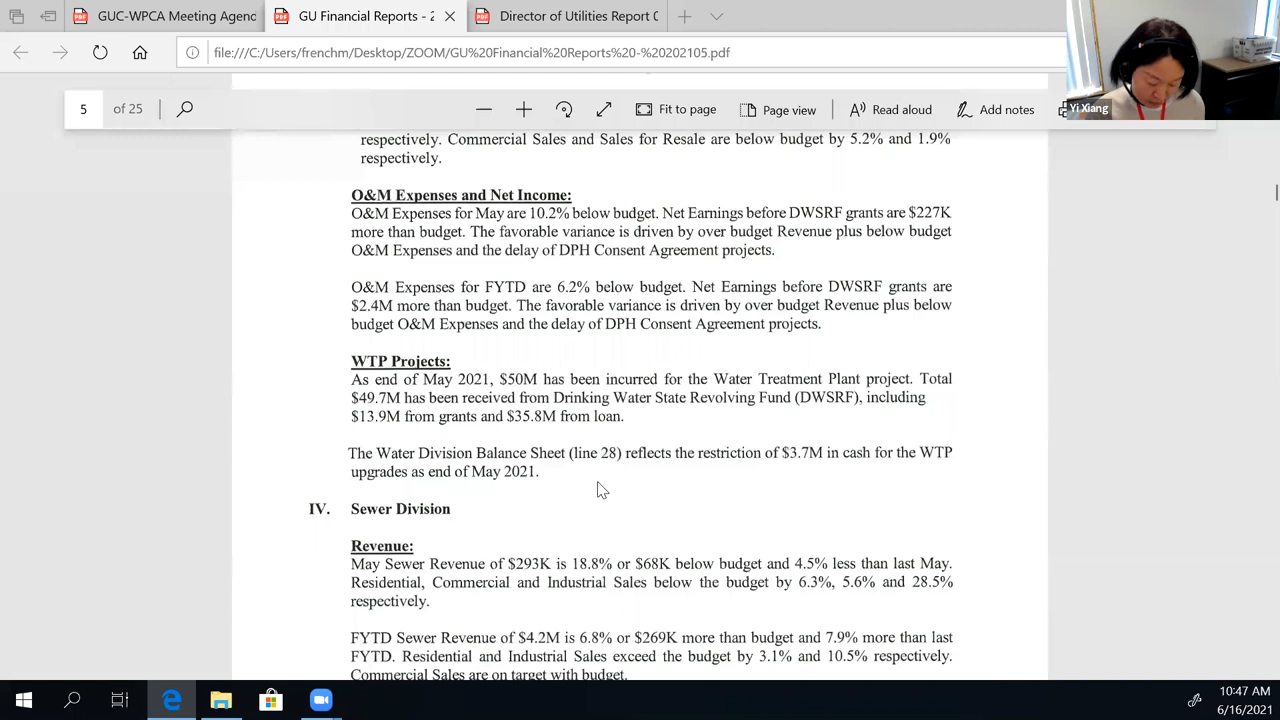 GUC-WPCA Meeting Agenc
GU Financial Reports - 2
Director of Utilities Report 0
file:///C:/Users/frenchm/Desktop/ZOOM/GU%20Financial%20Reports%20-%20202105.pdf
5 of 25
Fit to page
Page view
Read aloud
Add notes
Yi Xiang
respectively. Commercial Sales and Sales for Resale are below budget by 5.2% and 1.9%
respectively.
O&M Expenses and Net Income:
O&M Expenses for May are 10.2% below budget. Net Earnings before DWSRF grants are $227K
more than budget. The favorable variance is driven by over budget Revenue plus below budget
O&M Expenses and the delay of DPH Consent Agreement projects.
O&M Expenses for FYTD are 6.2% below budget. Net Earnings before DWSRF grants are
$2.4M more than budget. The favorable variance is driven by over budget Revenue plus below
budget O&M Expenses and the delay of DPH Consent Agreement projects.
WTP Projects:
As end of May 2021, $50M has been incurred for the Water Treatment Plant project. Total
$49.7M has been received from Drinking Water State Revolving Fund (DWSRF), including
$13.9M from grants and $35.8M from loan.
The Water Division Balance Sheet (line 28) reflects the restriction of $3.7M in cash for the WTP
upgrades as end of May 2021.
IV. Sewer Division
Revenue:
May Sewer Revenue of $293K is 18.8% or $68K below budget and 4.5% less than last May.
Residential, Commercial and Industrial Sales below the budget by 6.3%, 5.6% and 28.5%
respectively.
FYTD Sewer Revenue of $4.2M is 6.8% or $269K more than budget and 7.9% more than last
FYTD. Residential and Industrial Sales exceed the budget by 3.1% and 10.5% respectively.
Commercial Sales are on target with budget.
10:47 AM
6/16/2021